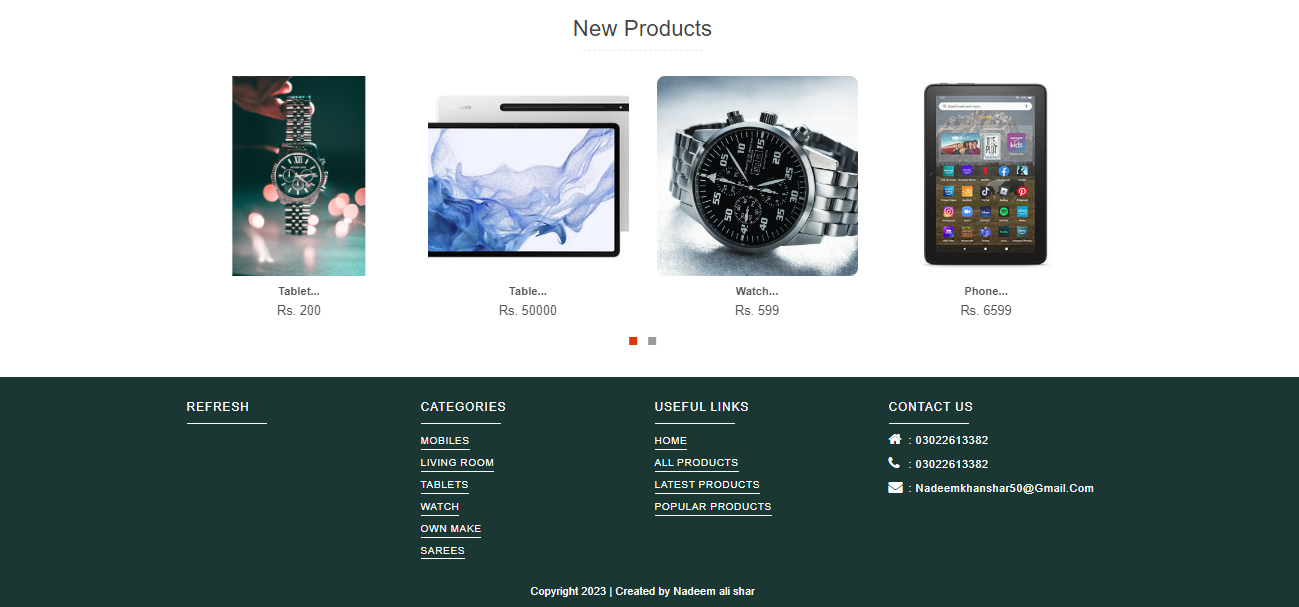 New Products
Tablet...
Rs. 200
Table...
Rs. 50000
Watch...
Rs. 599
Phone...
Rs. 6599
REFRESH
CATEGORIES
MOBILES
LIVING ROOM
TABLETS
WATCH
OWN MAKE
SAREES
USEFUL LINKS
HOME
ALL PRODUCTS
LATEST PRODUCTS
POPULAR PRODUCTS
CONTACT US
: 03022613382
: 03022613382
: Nadeemkhanshar50@Gmail.Com
Copyright 2023 | Created by Nadeem ali shar